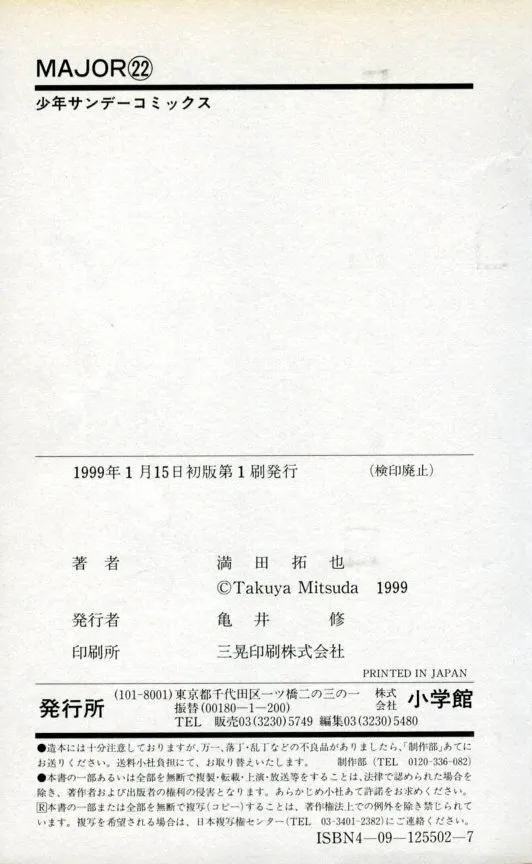 MAJOR㉒
少年サンデーコミックス
1999年1月15日初版第1刷発行 (検印廃止)
著者 満田拓也
©Takuya Mitsuda 1999
発行者 亀井 修
印刷所 三晃印刷株式会社
PRINTED IN JAPAN
発行所 (101-8001)東京都千代田区一ツ橋二の三の一 株式会社 小学館
振替(00180—1—200)
TEL 販売03(3230)5749 編集03(3230)5480
●造本には十分注意しておりますが、万一、落丁・乱丁などの不良品がありましたら、「制作部」あてに
お送りください。送料小社負担にて、お取り替えいたします。 制作部(TEL 0120-336-082)
●本書の一部あるいは全部を無断で複製・転載・上演・放送等をすることは、法律で認められた場合を
除き、著作者および出版者の権利の侵害となります。あらかじめ小社あて許諾をお求めください。
Ⓡ本書の一部または全部を無断で複写(コピー)することは、著作権法上での例外を除き禁じられて
います。複写を希望される場合は、日本複写権センター(TEL 03-3401-2382)にご連絡ください。
ISBN4—09—125502—7